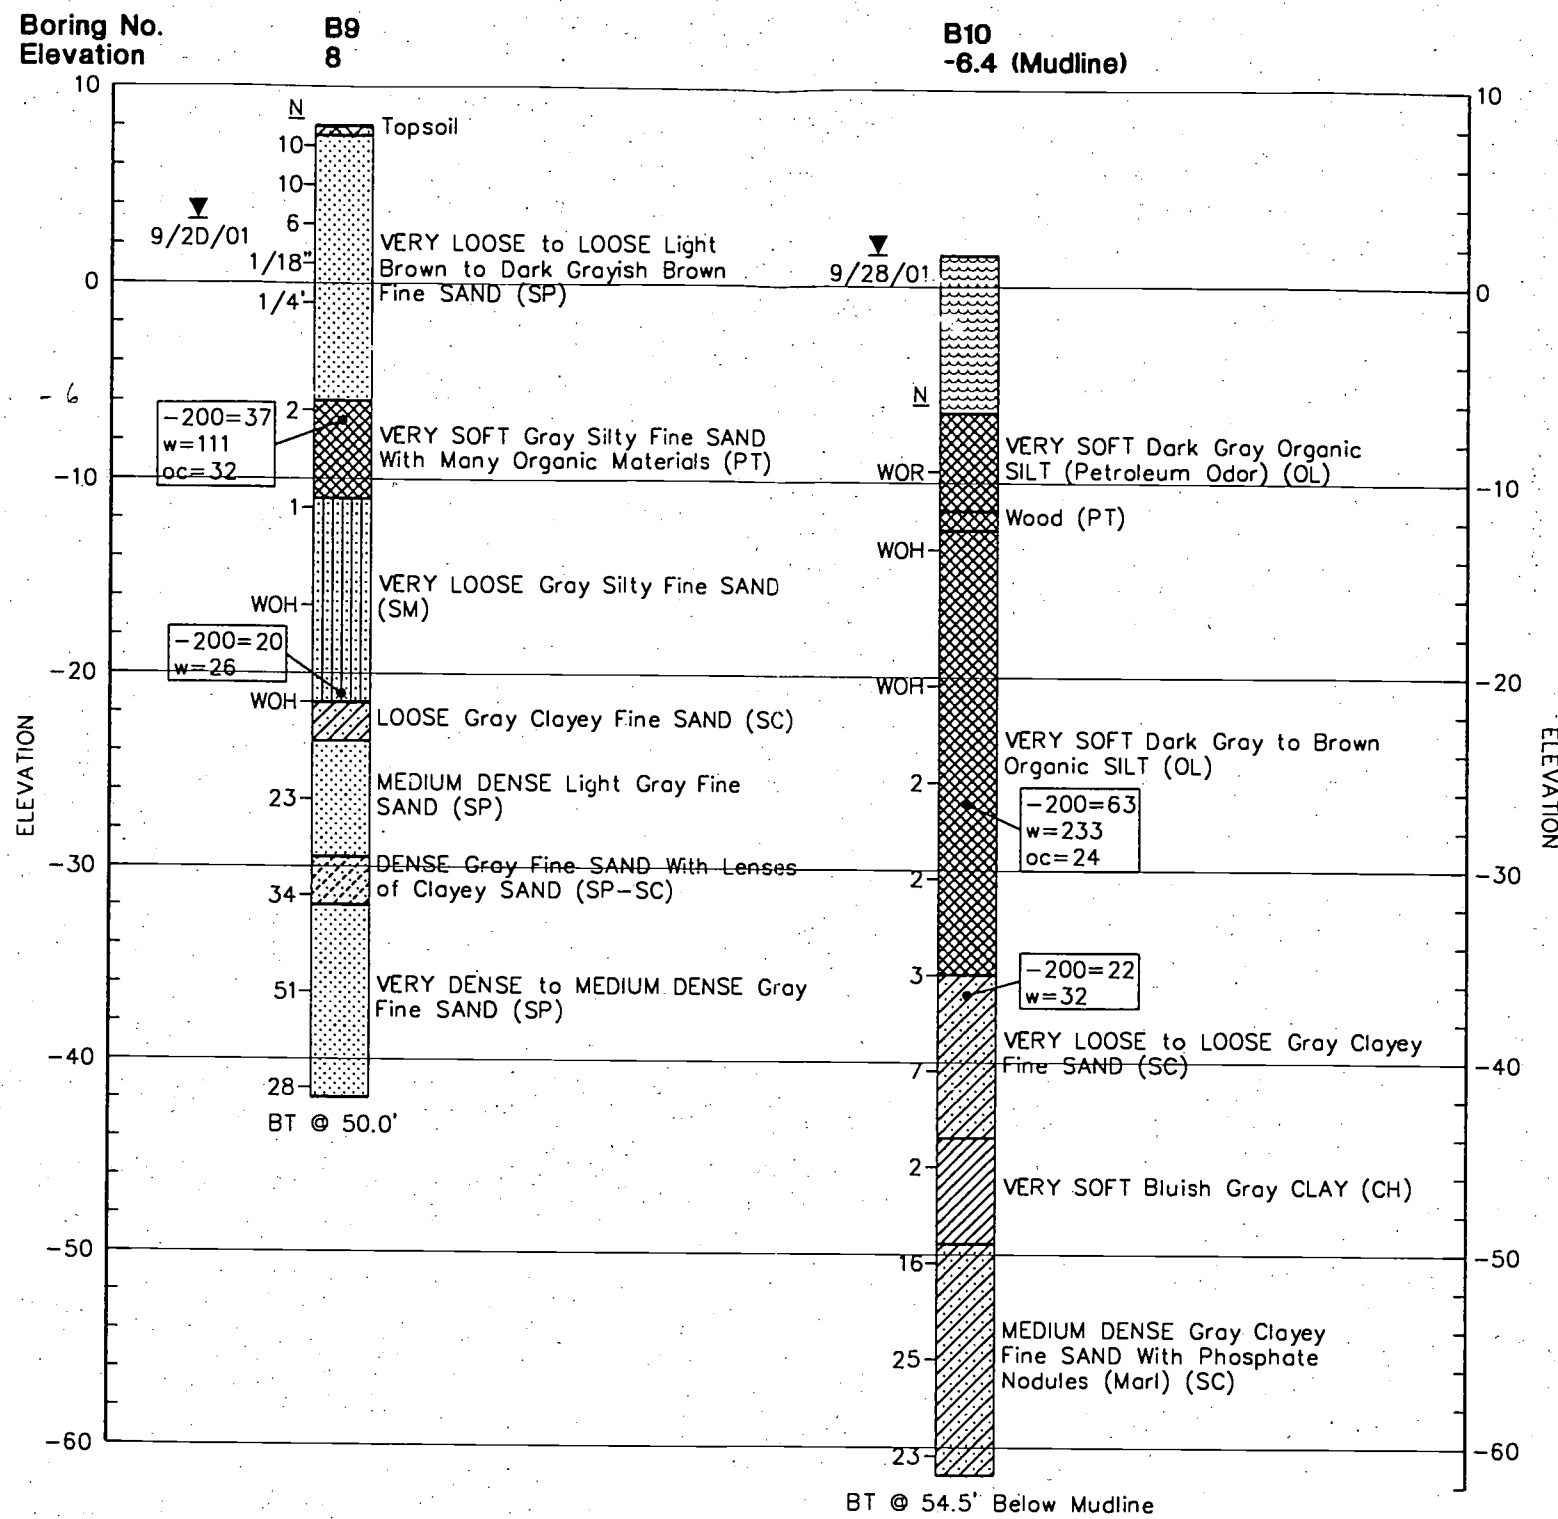 Boring No. B9 B10
Elevation 8 -6.4 (Mudline)
10 10
N
Topsoil
10
10
6
9/2D/01
VERY LOOSE to LOOSE Light
Brown to Dark Grayish Brown
Fine SAND (SP)
1/18"
1/4'
9/28/01
0 0
- 6
N
2
-200=37
w=111
oc=32
VERY SOFT Gray Silty Fine SAND
With Many Organic Materials (PT)
VERY SOFT Dark Gray Organic
SILT (Petroleum Odor) (OL)
WOR
-10 -10
1
Wood (PT)
WOH
VERY LOOSE Gray Silty Fine SAND
(SM)
WOH
-200=20
w=26
-20 -20
WOH
WOH
LOOSE Gray Clayey Fine SAND (SC)
ELEVATION
ELEVATION
VERY SOFT Dark Gray to Brown
Organic SILT (OL)
MEDIUM DENSE Light Gray Fine
SAND (SP)
23
2
-200=63
w=233
oc=24
-30 -30
DENSE Gray Fine SAND With Lenses
of Clayey SAND (SP-SC)
34
2
3
-200=22
w=32
51
VERY DENSE to MEDIUM DENSE Gray
Fine SAND (SP)
VERY LOOSE to LOOSE Gray Clayey
Fine SAND (SC)
-40 -40
28
7
BT @ 50.0'
2
VERY SOFT Bluish Gray CLAY (CH)
-50 -50
16
MEDIUM DENSE Gray Clayey
Fine SAND With Phosphate
Nodules (Marl) (SC)
25
-60 -60
23
BT @ 54.5' Below Mudline